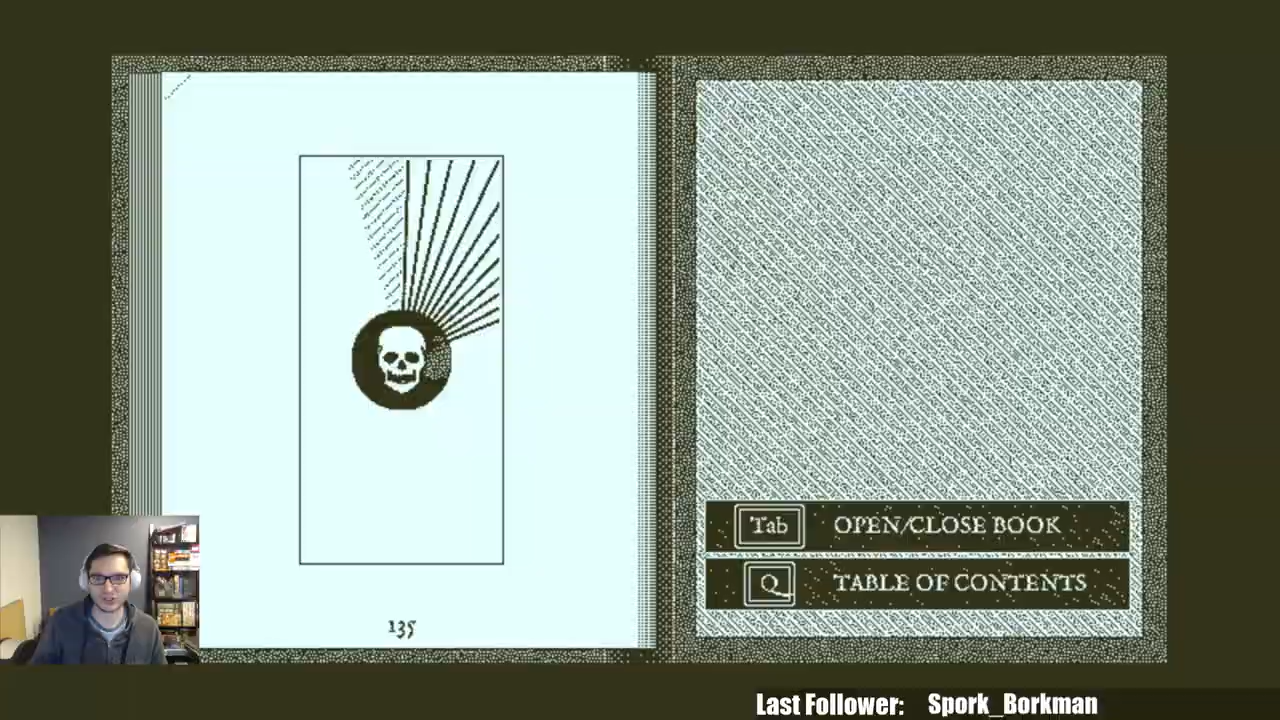 135
Tab OPEN/CLOSE BOOK
Q TABLE OF CONTENTS
Last Follower: Spork_Borkman